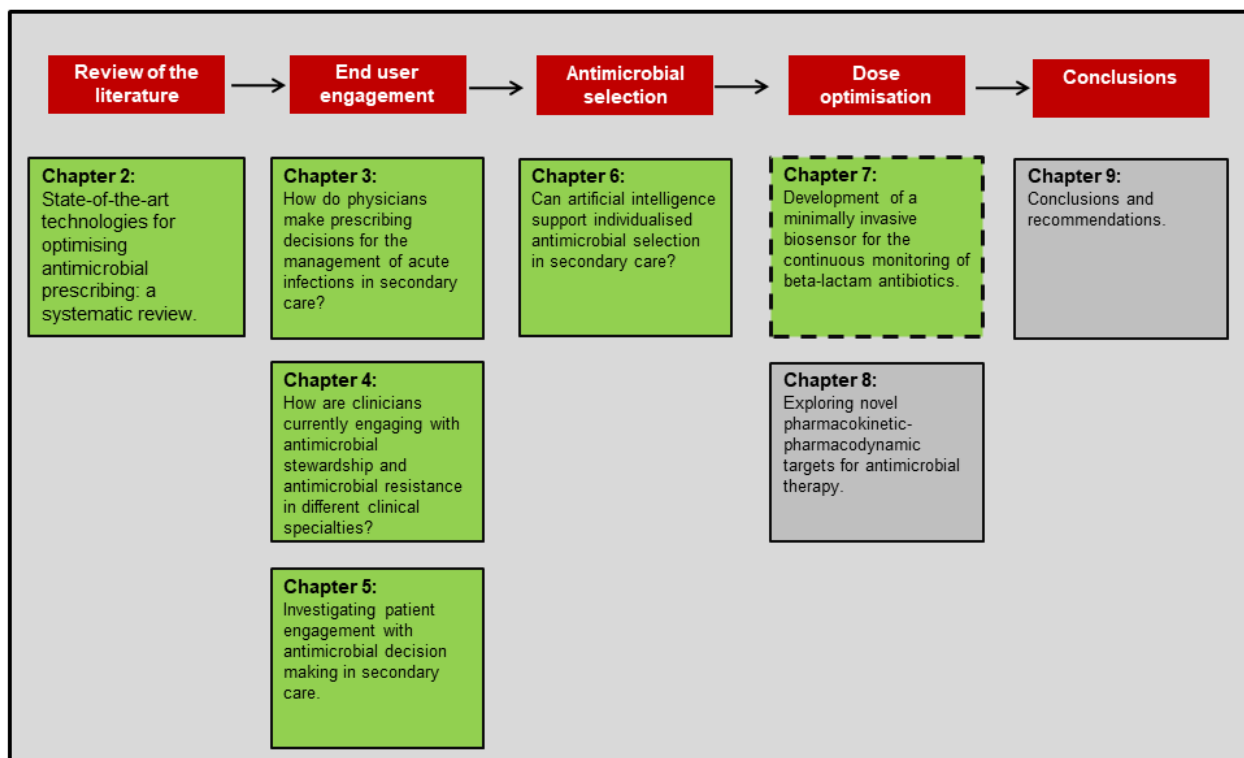 Review of the
literature
End user
engagement
Antimicrobial
selection
Dose
optimisation
Conclusions
Chapter 2:
State-of-the-art
technologies for
optimising
antimicrobial
prescribing: a
systematic review.
Chapter 3:
How do physicians
make prescribing
decisions for the
management of acute
infections in secondary
care?
Chapter 4:
How are clinicians
currently engaging with
antimicrobial
stewardship and
antimicrobial resistance
in different clinical
specialties?
Chapter 5:
Investigating patient
engagement with
antimicrobial decision
making in secondary
care.
Chapter 6:
Can artificial intelligence
support individualised
antimicrobial selection
in secondary care?
Chapter 7:
Development of a
minimally invasive
biosensor for the
continuous monitoring of
beta-lactam antibiotics.
Chapter 8:
Exploring novel
pharmacokinetic-
pharmacodynamic
targets for antimicrobial
therapy.
Chapter 9:
Conclusions and
recommendations.